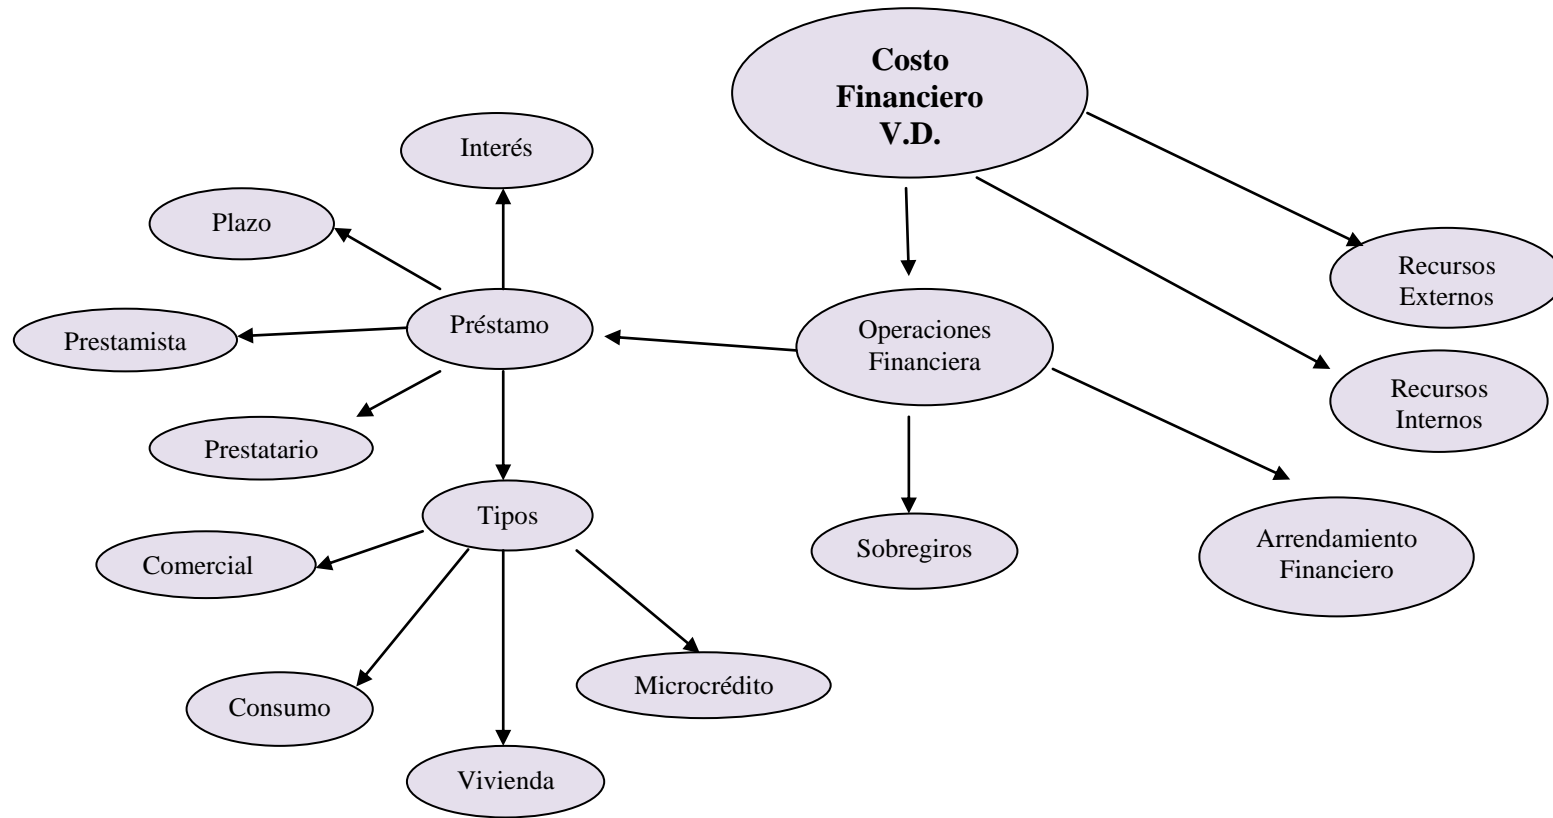 Costo
Financiero
V.D.
Interés
Plazo
Recursos
Externos
Préstamo
Operaciones
Financiera
Prestamista
Recursos
Internos
Prestatario
Tipos
Comercial
Sobregiros
Arrendamiento
Financiero
Microcrédito
Consumo
Vivienda